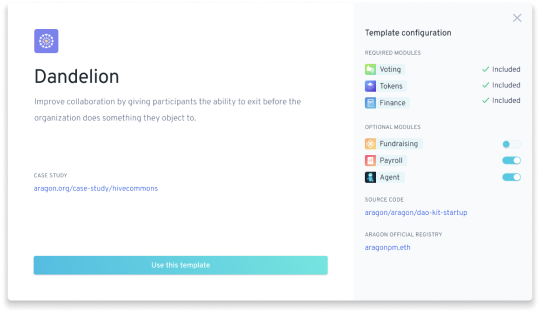 Dandelion
Improve collaboration by giving participants the ability to exit before the
organization does something they object to.
CASE STUDY
aragon.org/case-study/hivecommons
Use this template
Template configuration
REQUIRED MODULES
Voting
Included
Tokens
Included
Finance
Included
OPTIONAL MODULES
Fundraising
Payroll
Agent
SOURCE CODE
aragon/aragon/dao-kit-startup
ARAGON OFFICIAL REGISTRY
aragonpm.eth